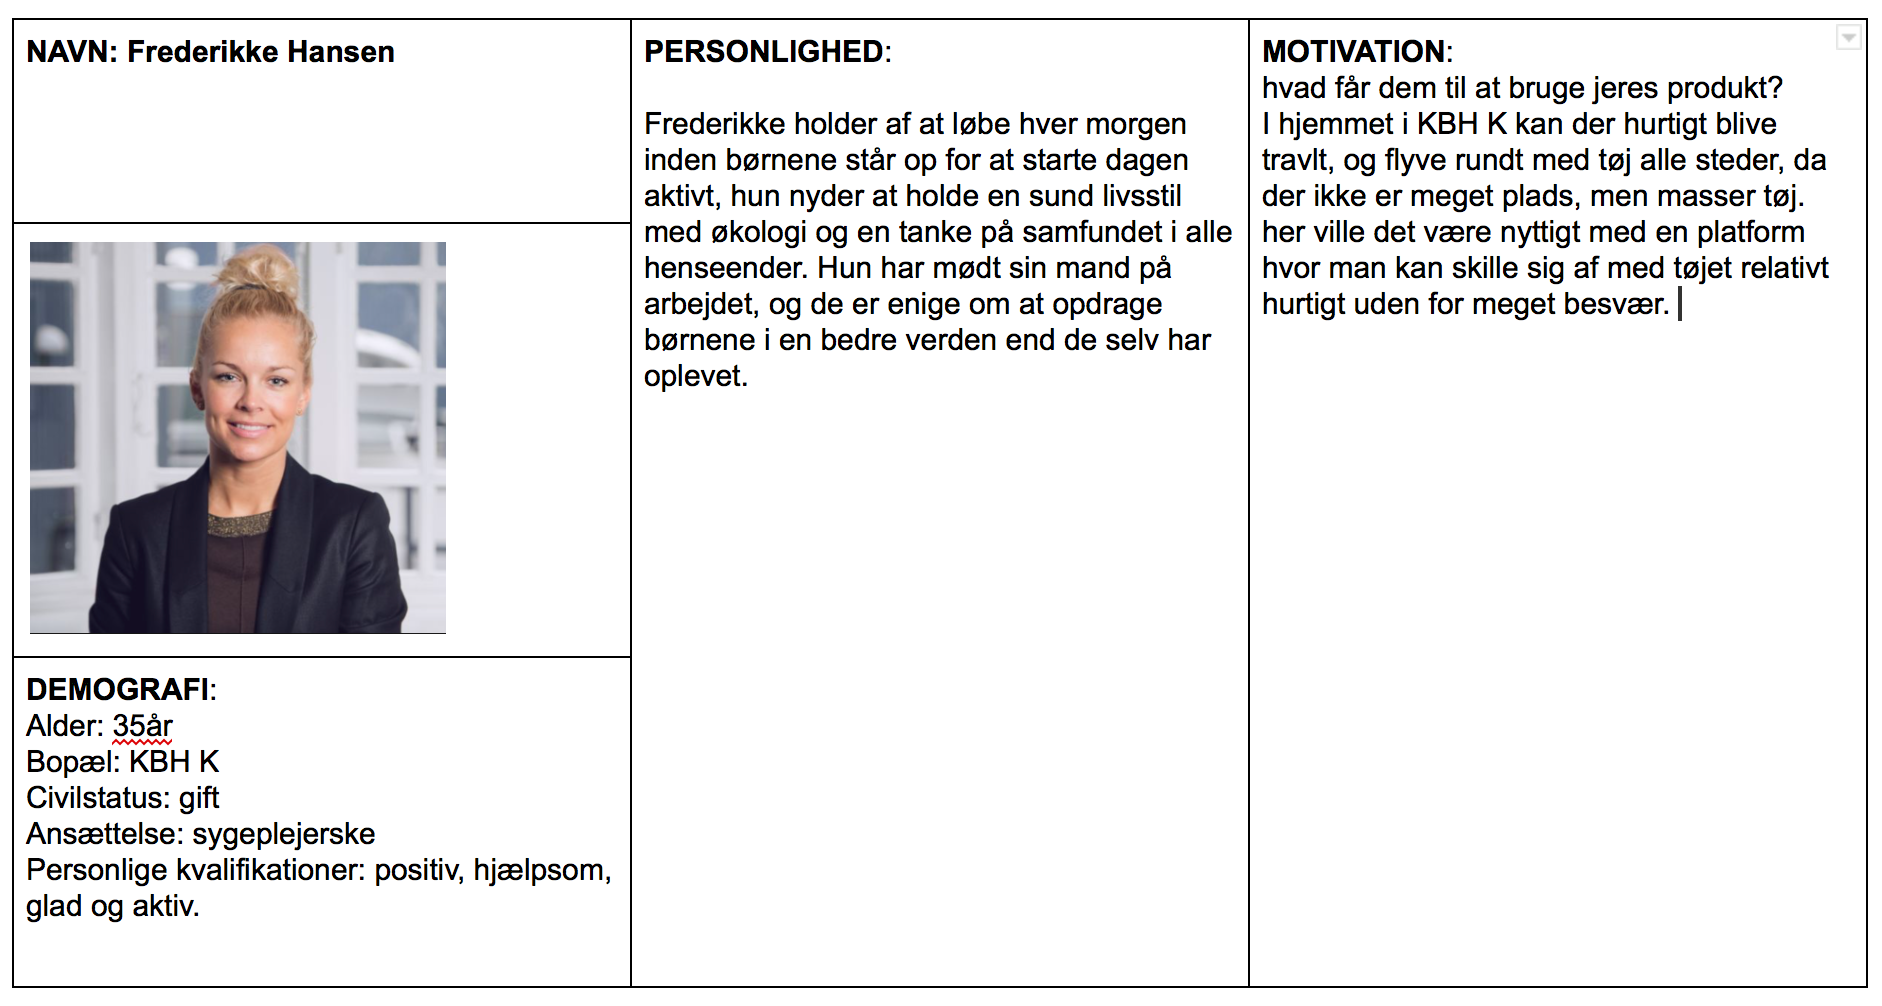 NAVN: Frederikke Hansen
DEMOGRAFI:
Alder: 35år
Bopæl: KBH K
Civilstatus: gift
Ansættelse: sygeplejerske
Personlige kvalifikationer: positiv, hjælpsom,
glad og aktiv.
PERSONLIGHED:
Frederikke holder af at løbe hver morgen
inden børnene står op for at starte dagen
aktivt, hun nyder at holde en sund livsstil
med økologi og en tanke på samfundet i alle
henseender. Hun har mødt sin mand på
arbejdet, og de er enige om at opdrage
børnene i en bedre verden end de selv har
oplevet.
MOTIVATION:
hvad får dem til at bruge jeres produkt?
I hjemmet i KBH K kan der hurtigt blive
travlt, og flyve rundt med tøj alle steder, da
der ikke er meget plads, men masser tøj.
her ville det være nyttigt med en platform
hvor man kan skille sig af med tøjet relativt
hurtigt uden for meget besvær.